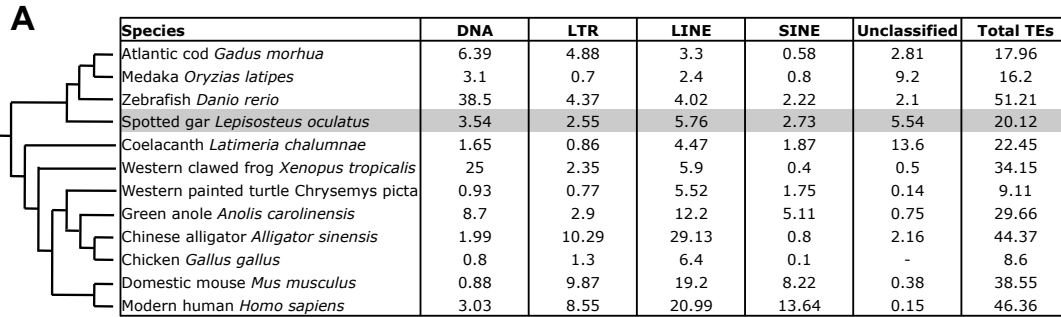 A
Species DNA LTR LINE SINE Unclassified Total TEs
Atlantic cod Gadus morhua 6.39 4.88 3.3 0.58 2.81 17.96
Medaka Oryzias latipes 3.1 0.7 2.4 0.8 9.2 16.2
Zebrafish Danio rerio 38.5 4.37 4.02 2.22 2.1 51.21
Spotted gar Lepisosteus oculatus 3.54 2.55 5.76 2.73 5.54 20.12
Coelacanth Latimeria chalumnae 1.65 0.86 4.47 1.87 13.6 22.45
Western clawed frog Xenopus tropicalis 25 2.35 5.9 0.4 0.5 34.15
Western painted turtle Chrysemys picta 0.93 0.77 5.52 1.75 0.14 9.11
Green anole Anolis carolinensis 8.7 2.9 12.2 5.11 0.75 29.66
Chinese alligator Alligator sinensis 1.99 10.29 29.13 0.8 2.16 44.37
Chicken Gallus gallus 0.8 1.3 6.4 0.1 - 8.6
Domestic mouse Mus musculus 0.88 9.87 19.2 8.22 0.38 38.55
Modern human Homo sapiens 3.03 8.55 20.99 13.64 0.15 46.36